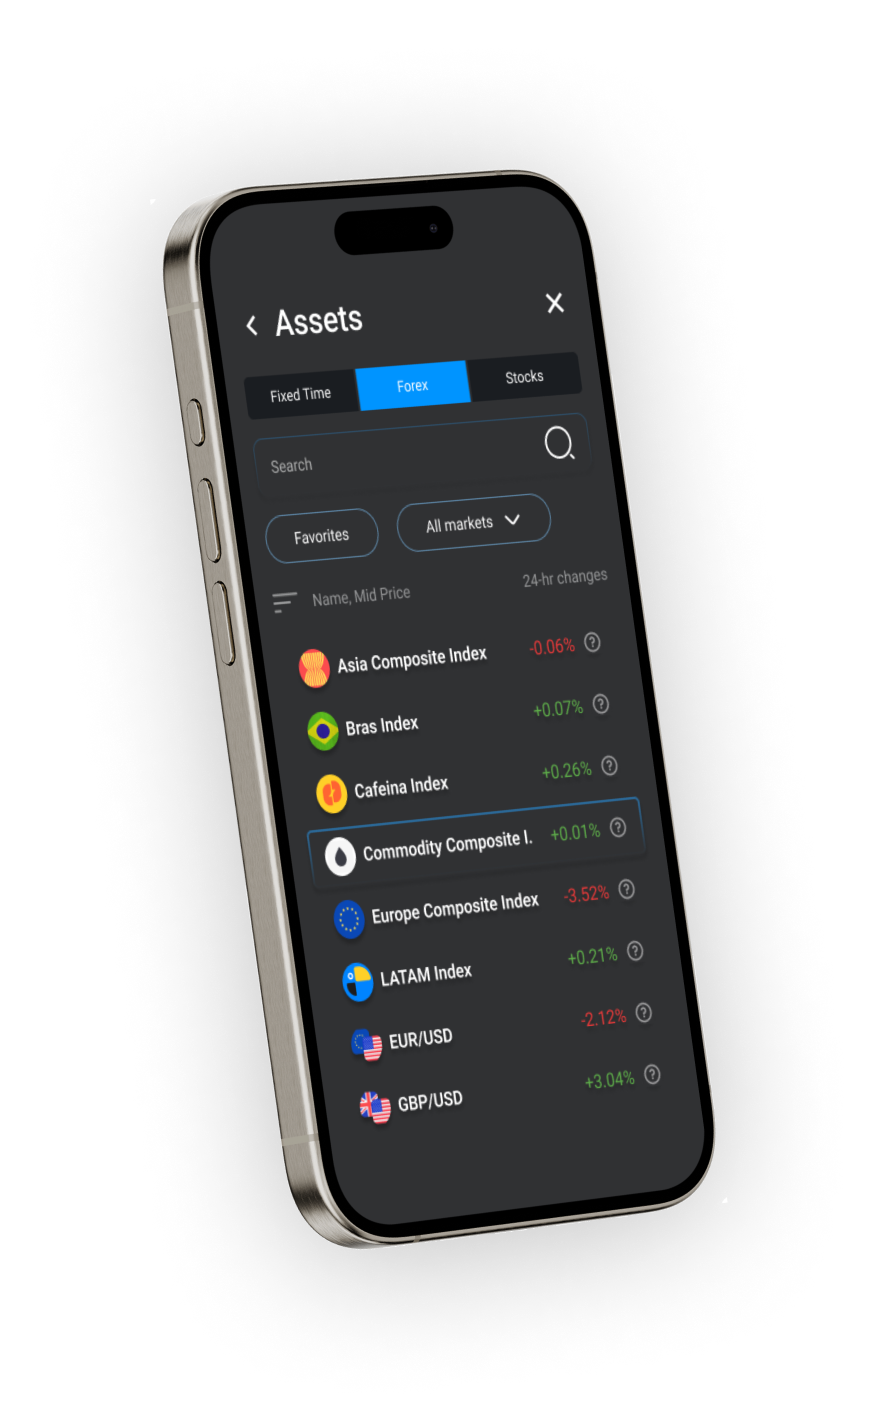 Assets
Fixed Time Forex Stocks
Search
Favorites All markets
Name, Mid Price 24-hr changes
Asia Composite Index -0.06%
Bras Index +0.07%
Cafeina Index +0.26%
Commodity Composite I. +0.01%
Europe Composite Index -3.52%
LATAM Index +0.21%
EUR/USD -2.12%
GBP/USD +3.04%